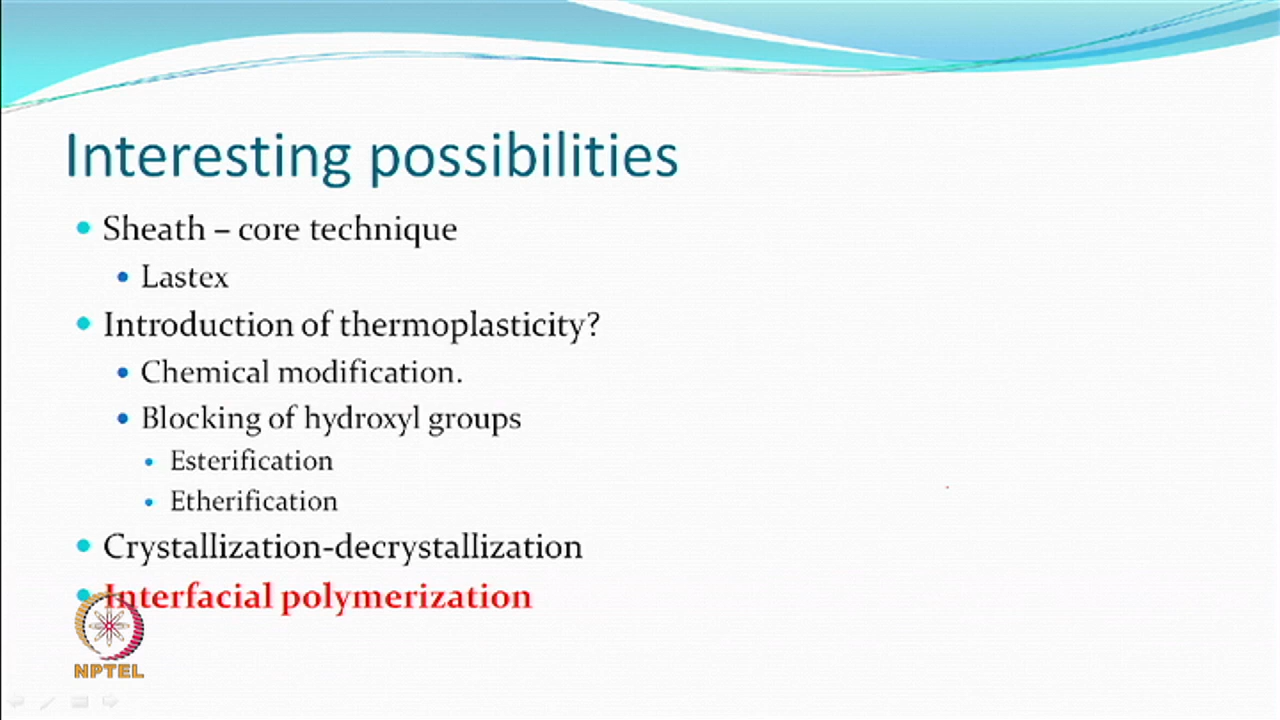 Interesting possibilities
Sheath – core technique
Lastex
Introduction of thermoplasticity?
Chemical modification.
Blocking of hydroxyl groups
Esterification
Etherification
Crystallization-decrystallization
Interfacial polymerization
NPTEL